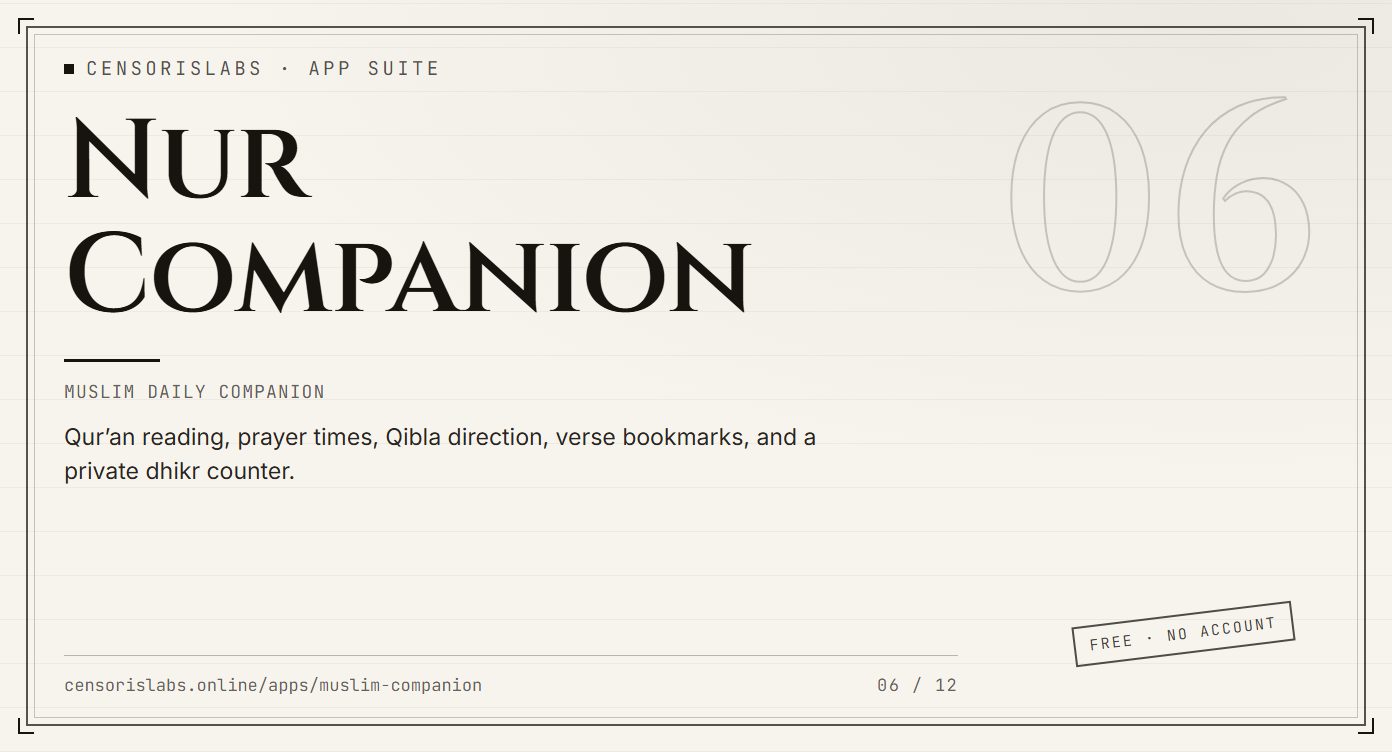 CENSORISLABS · APP SUITE
06
NUR
COMPANION
MUSLIM DAILY COMPANION
Qur’an reading, prayer times, Qibla direction, verse bookmarks, and a
private dhikr counter.
FREE · NO ACCOUNT
censorislabs.online/apps/muslim-companion
06 / 12